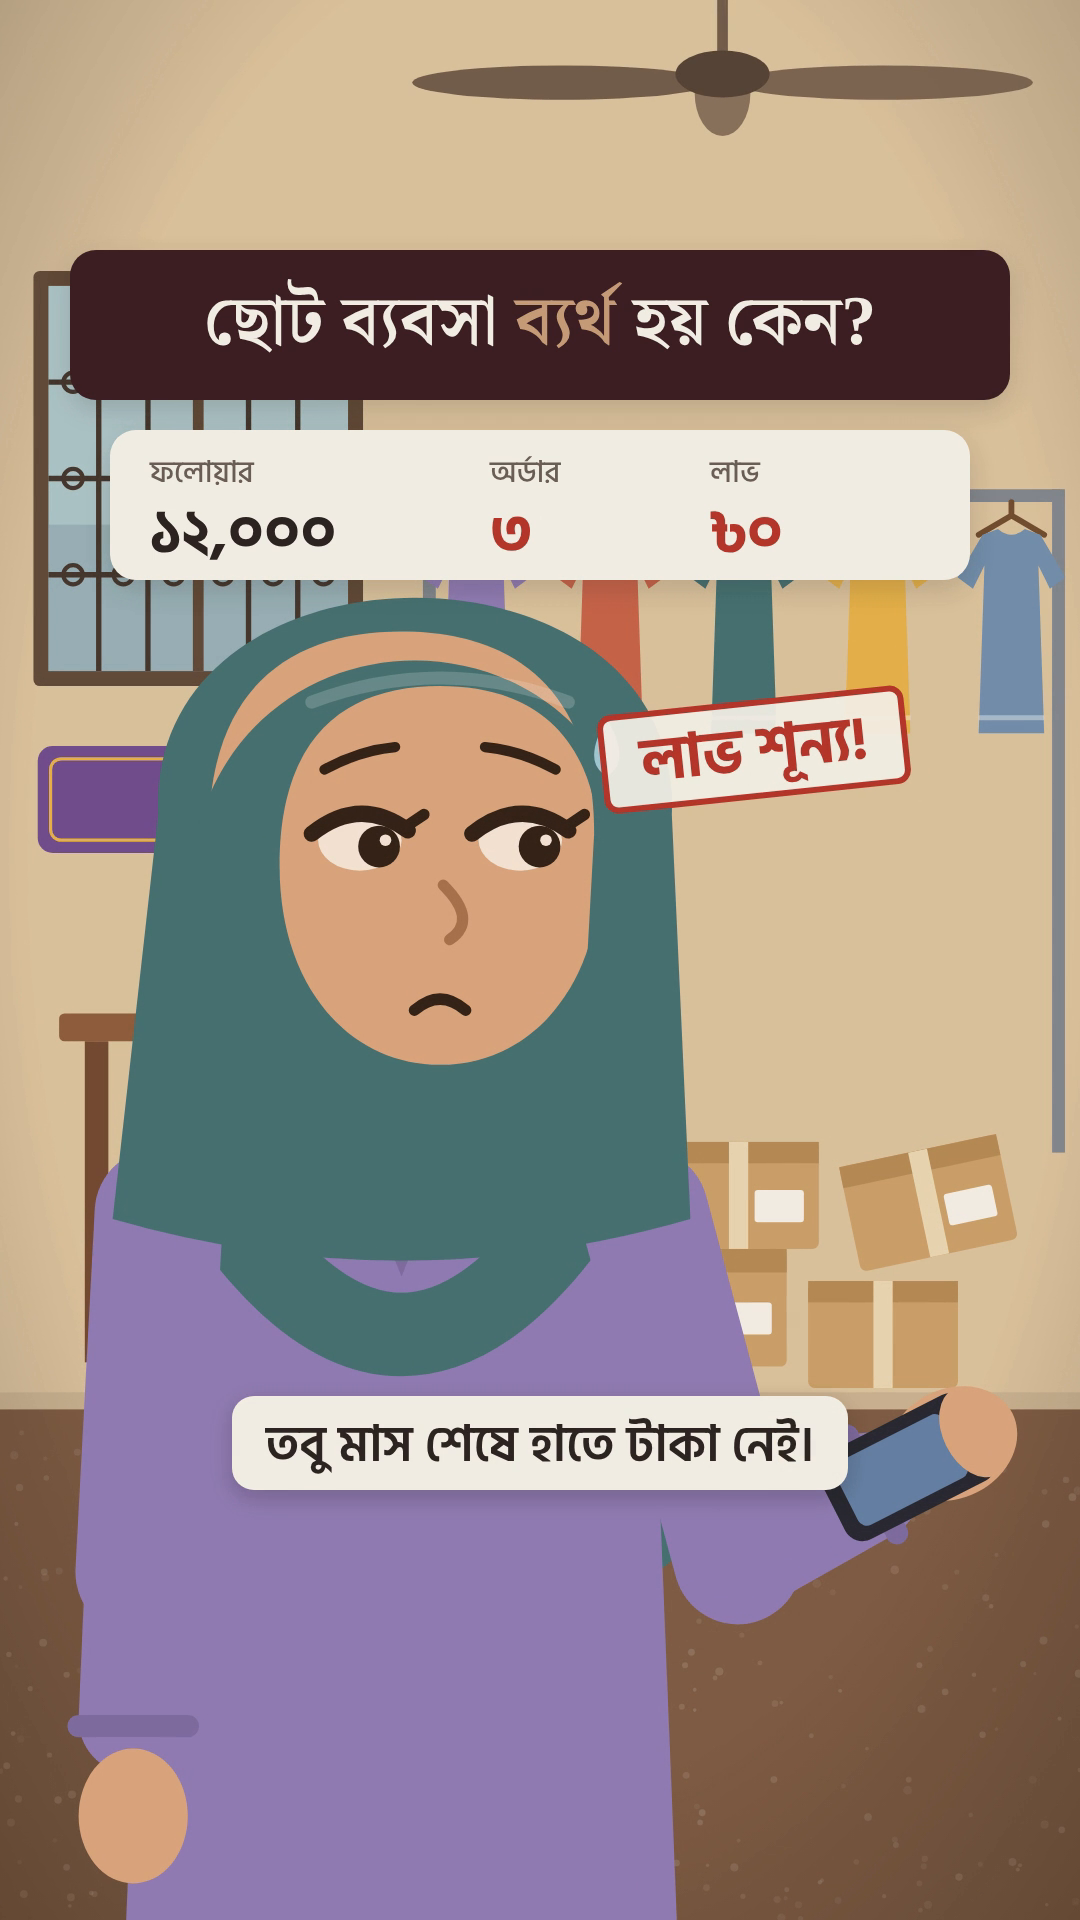 ছোট ব্যবসা ব্যর্থ হয় কেন?
ফলোয়ার অর্ডার লাভ
১২,০০০ ৩ ৳০
লাভ শূন্য!
তবু মাস শেষে হাতে টাকা নেই।